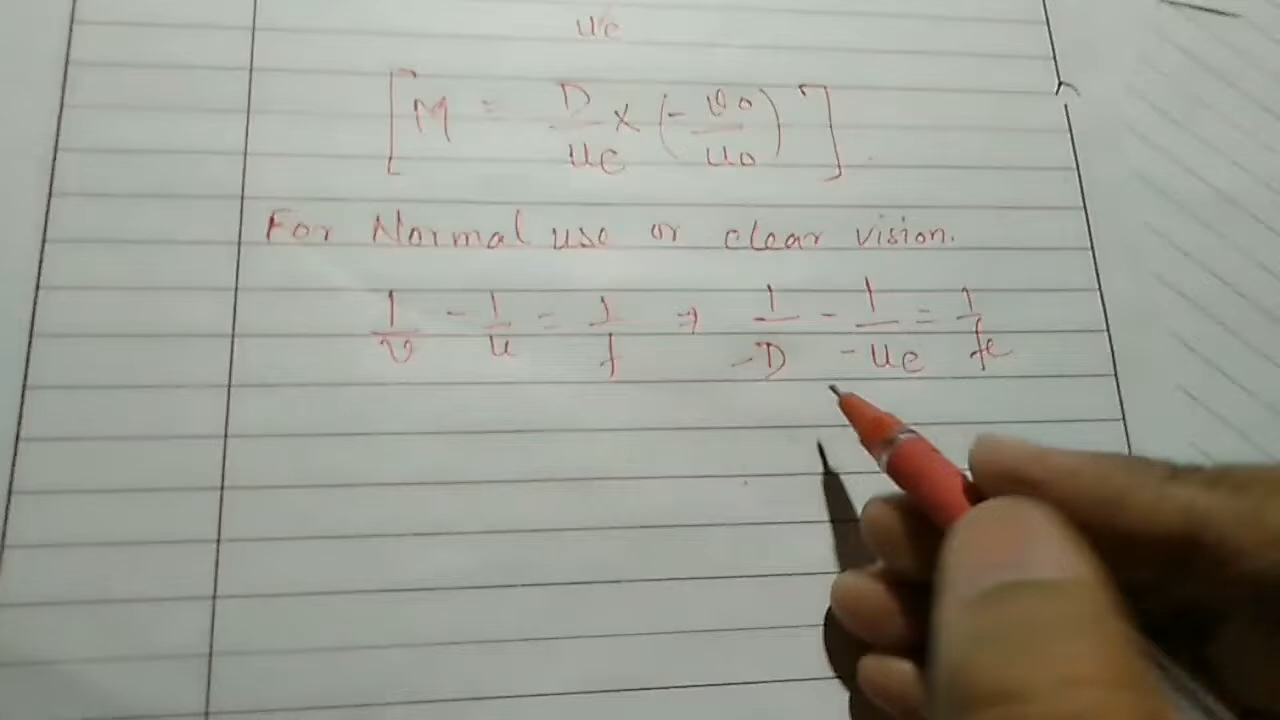 ue
[M = D/ue × (- vo/uo)]
For Normal use or clear vision.
1/v - 1/u = 1/f ⇒ 1/-D - 1/-ue = 1/fe